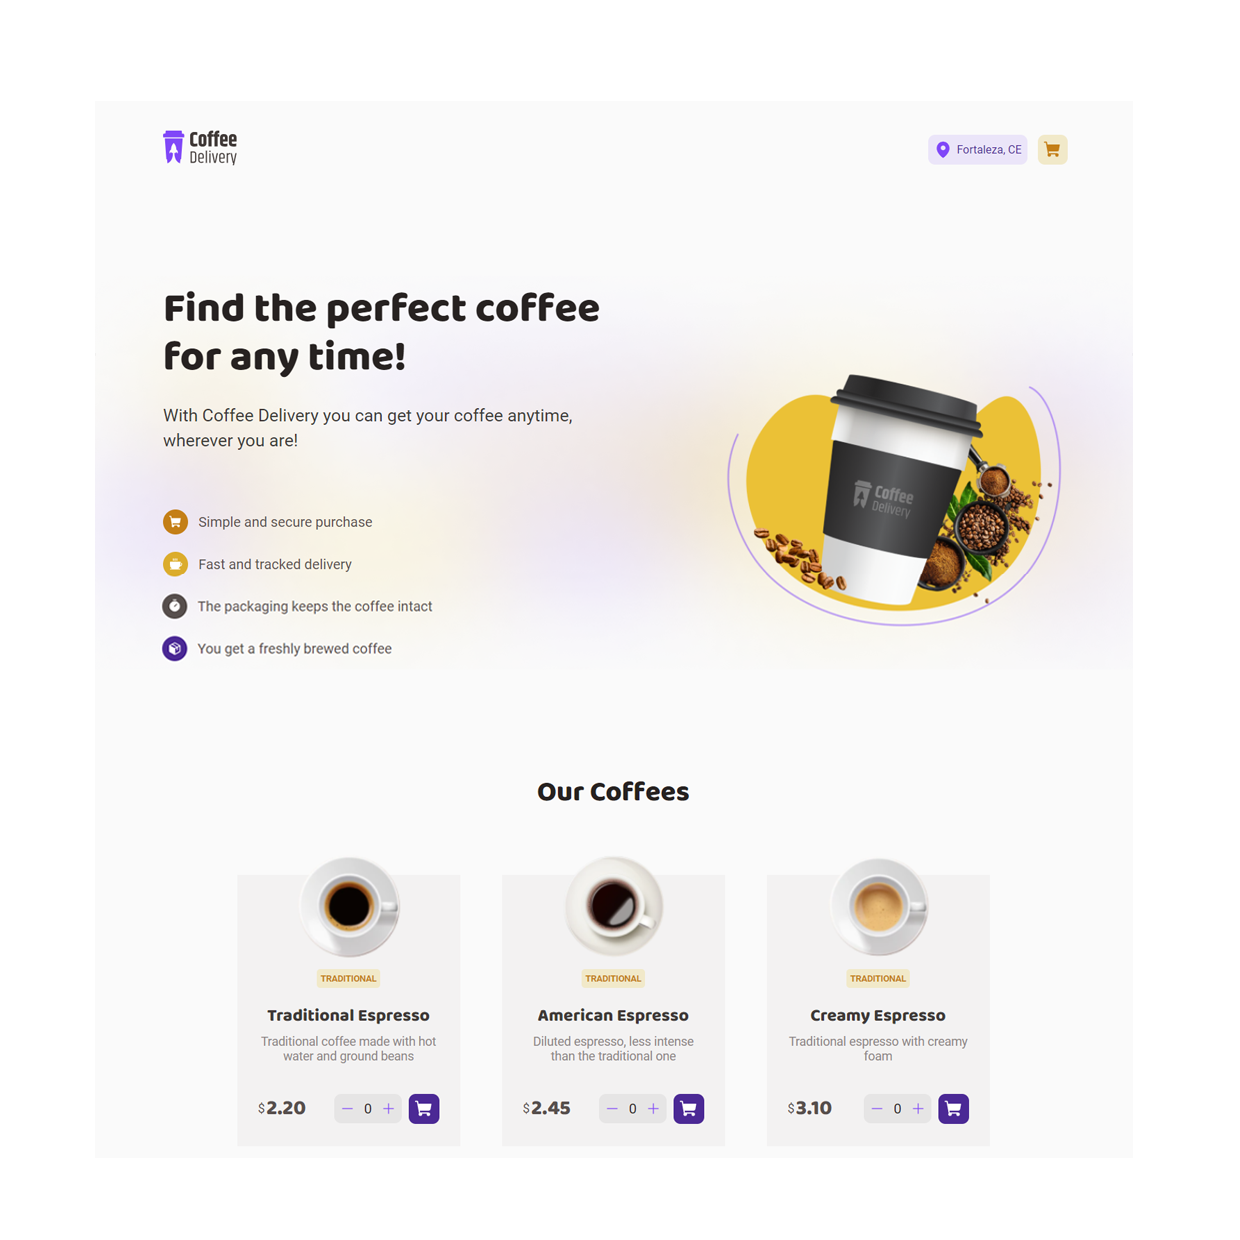 Coffee
Delivery
Fortaleza, CE
Find the perfect coffee
for any time!
With Coffee Delivery you can get your coffee anytime,
wherever you are!
Simple and secure purchase
Fast and tracked delivery
The packaging keeps the coffee intact
You get a freshly brewed coffee
Coffee
Delivery
Our Coffees
TRADITIONAL
Traditional Espresso
Traditional coffee made with hot
water and ground beans
$2.20
0
TRADITIONAL
American Espresso
Diluted espresso, less intense
than the traditional one
$2.45
0
TRADITIONAL
Creamy Espresso
Traditional espresso with creamy
foam
$3.10
0